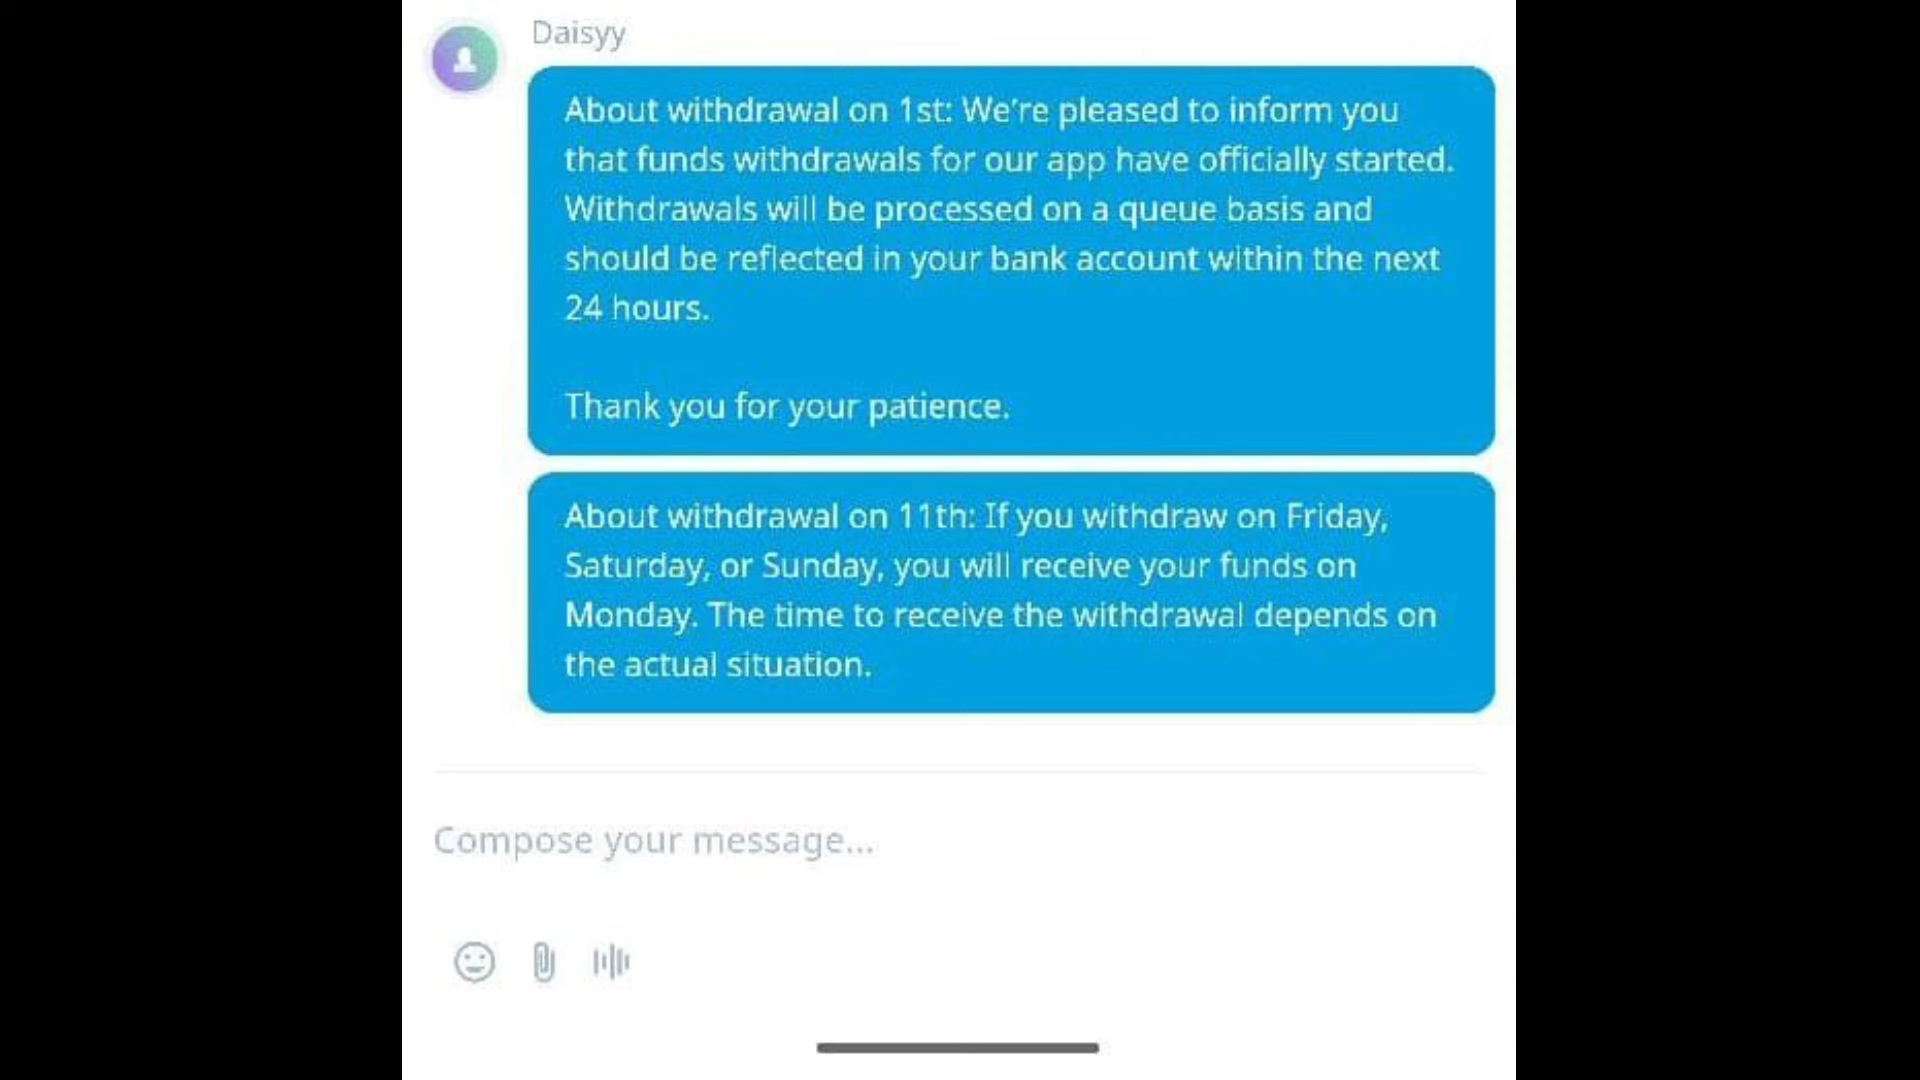 Daisyy
About withdrawal on 1st: We're pleased to inform you
that funds withdrawals for our app have officially started.
Withdrawals will be processed on a queue basis and
should be reflected in your bank account within the next
24 hours.
Thank you for your patience.
About withdrawal on 11th: If you withdraw on Friday,
Saturday, or Sunday, you will receive your funds on
Monday. The time to receive the withdrawal depends on
the actual situation.
Compose your message...